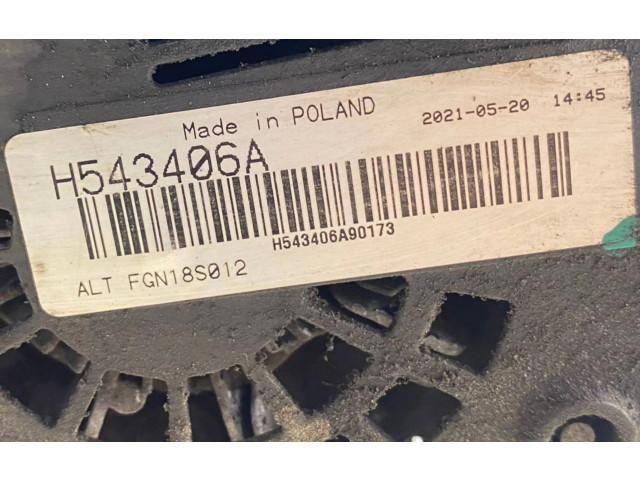 Made in POLAND 2021-05-20 14:45
H543406A
H543406A90173
ALT FGN18S012